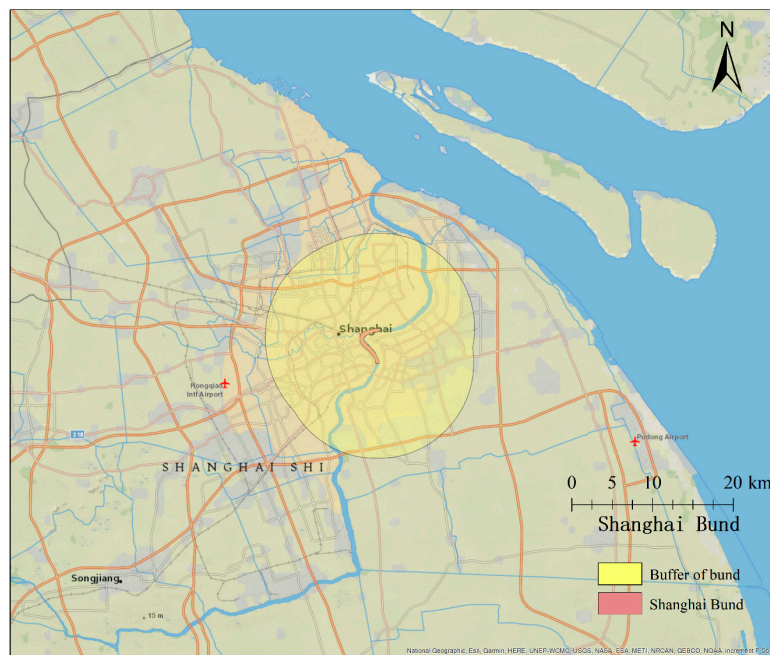 N
Shanghai
Hongqiao
Intl Airport
Pudong Airport
SHANGHAI SHI
0 5 10 20 km
Shanghai Bund
Buffer of bund
Shanghai Bund
Songjiang
15 m
National Geographic, Esri, Garmin, HERE, UNEP-WCMC, USGS, NASA, ESA, METI, NRCAN, GEBCO, NOAA, increment P Co